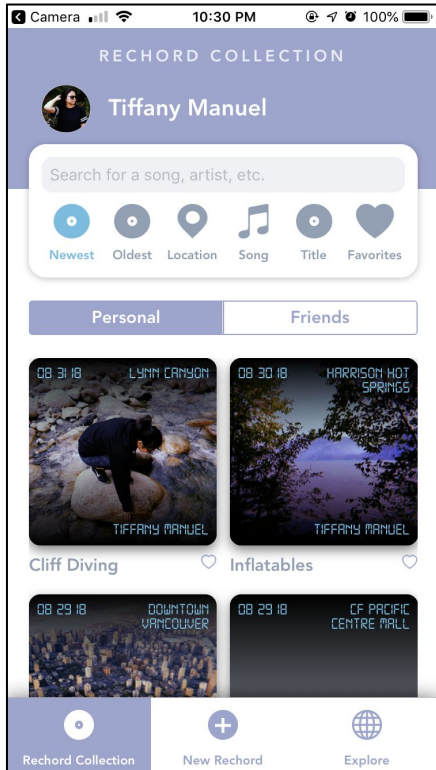 Camera 10:30 PM 100%
RECHORD COLLECTION
Tiffany Manuel
Search for a song, artist, etc.
Newest Oldest Location Song Title Favorites
Personal Friends
08 31 18 LYNN CANYON
TIFFANY MANUEL
Cliff Diving
08 30 18 HARRISON HOT
SPRINGS
TIFFANY MANUEL
Inflatables
08 29 18 DOWNTOWN
VANCOUVER
08 29 18 CF PACIFIC
CENTRE MALL
Rechord Collection New Rechord Explore